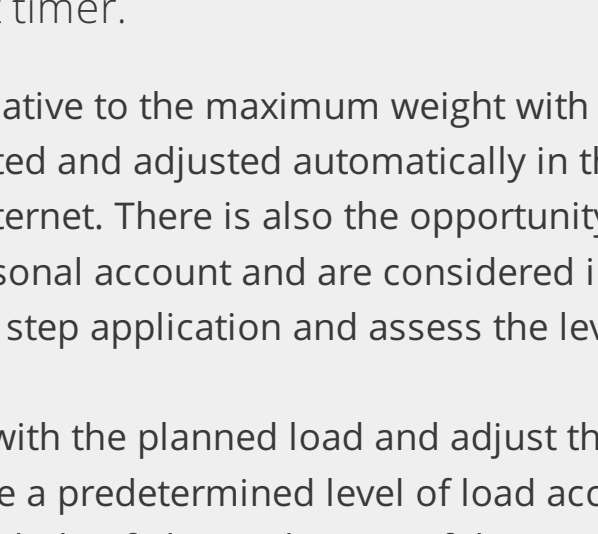 timer.
ative to the maximum weight with
ted and adjusted automatically in th
ternet. There is also the opportunity
sonal account and are considered i
step application and assess the lev
with the planned load and adjust th
e a predetermined level of load acc